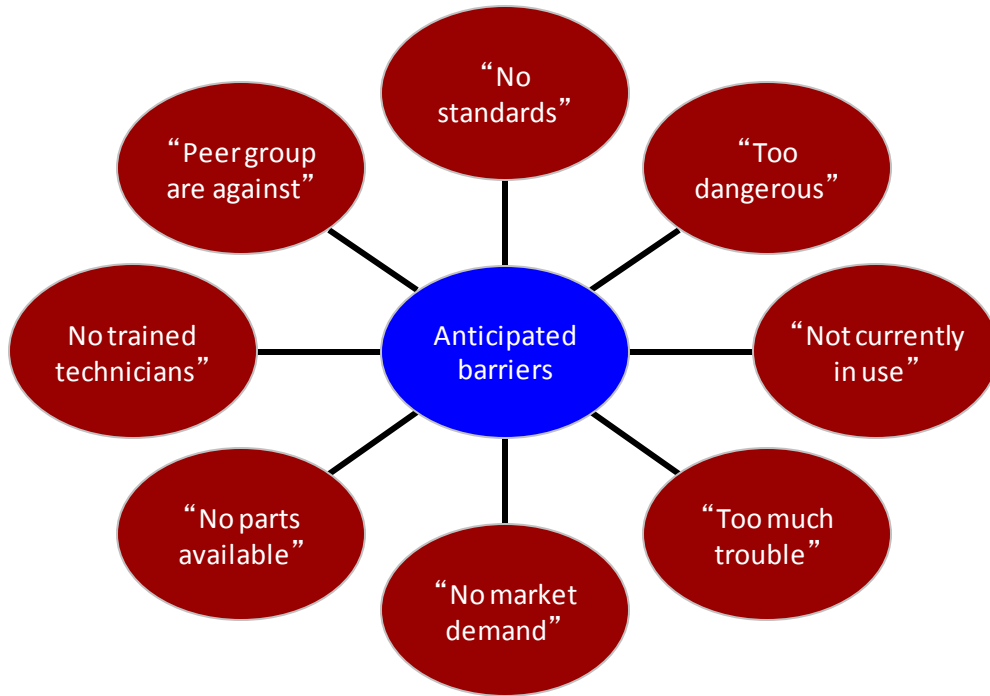 “No
standards”
“Too
dangerous”
“Not currently
in use”
“Too much
trouble”
“No market
demand”
“No parts
available”
No trained
technicians”
“Peer group
are against”
Anticipated
barriers